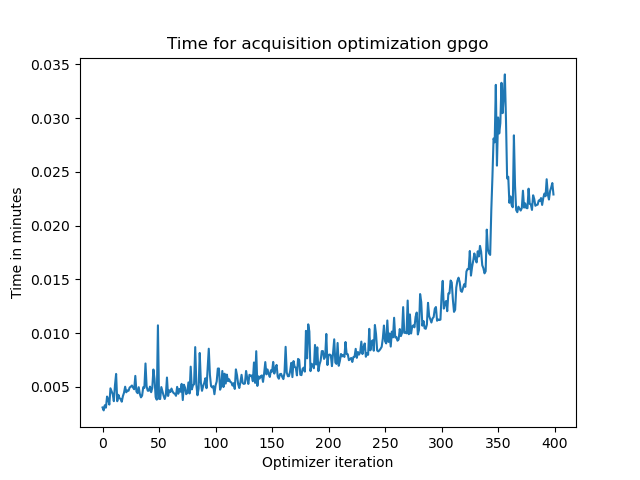 Time for acquisition optimization gpgo
0.035
0.030
0.025
0.020
0.015
0.010
0.005
Time in minutes
0 50 100 150 200 250 300 350 400
Optimizer iteration